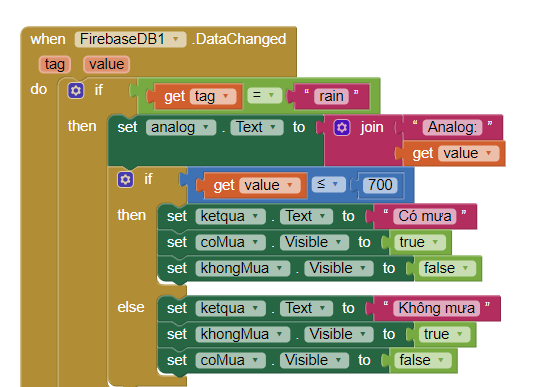 when FirebaseDB1 .DataChanged
tag value
do if get tag = " rain "
then set analog . Text to join " Analog: "
get value
if get value ≤ 700
then set ketqua . Text to " Có mưa "
set coMua . Visible to true
set khongMua . Visible to false
else set ketqua . Text to " Không mưa "
set khongMua . Visible to true
set coMua . Visible to false